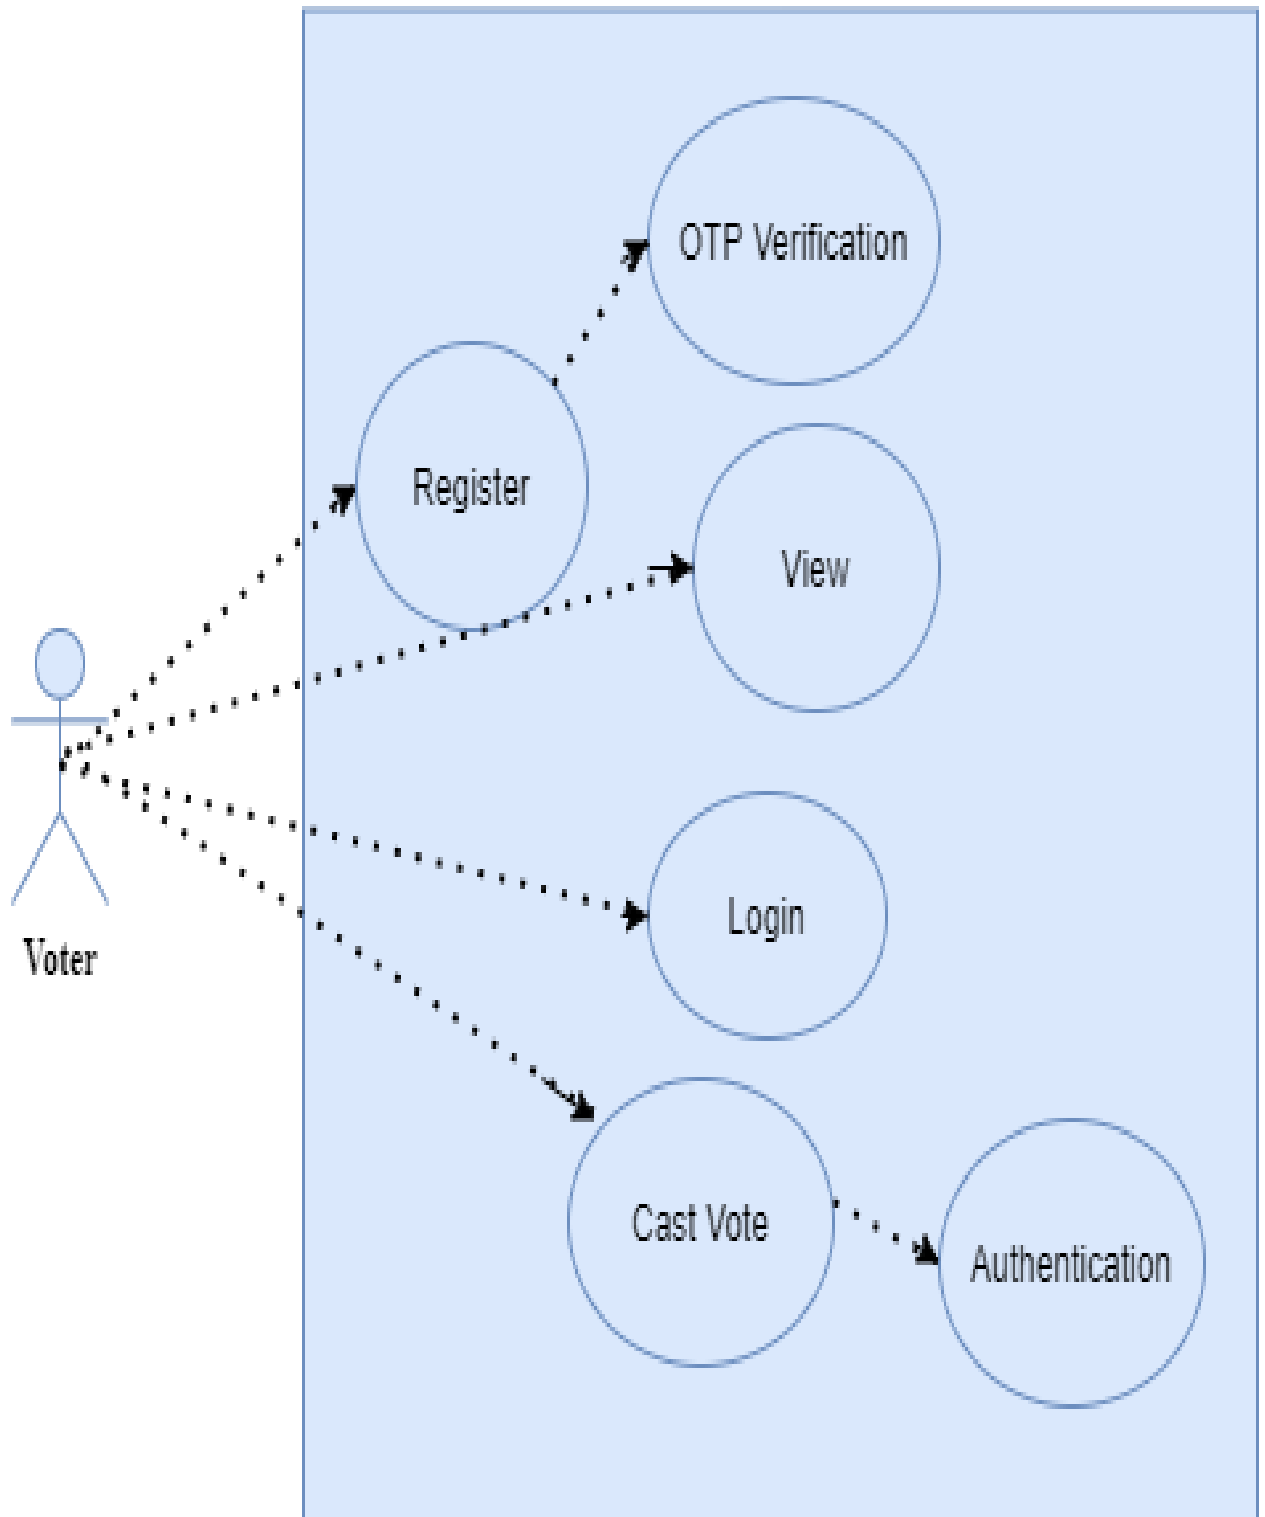 OTP Verification
Register
View
Voter
Login
Cast Vote
Authentication